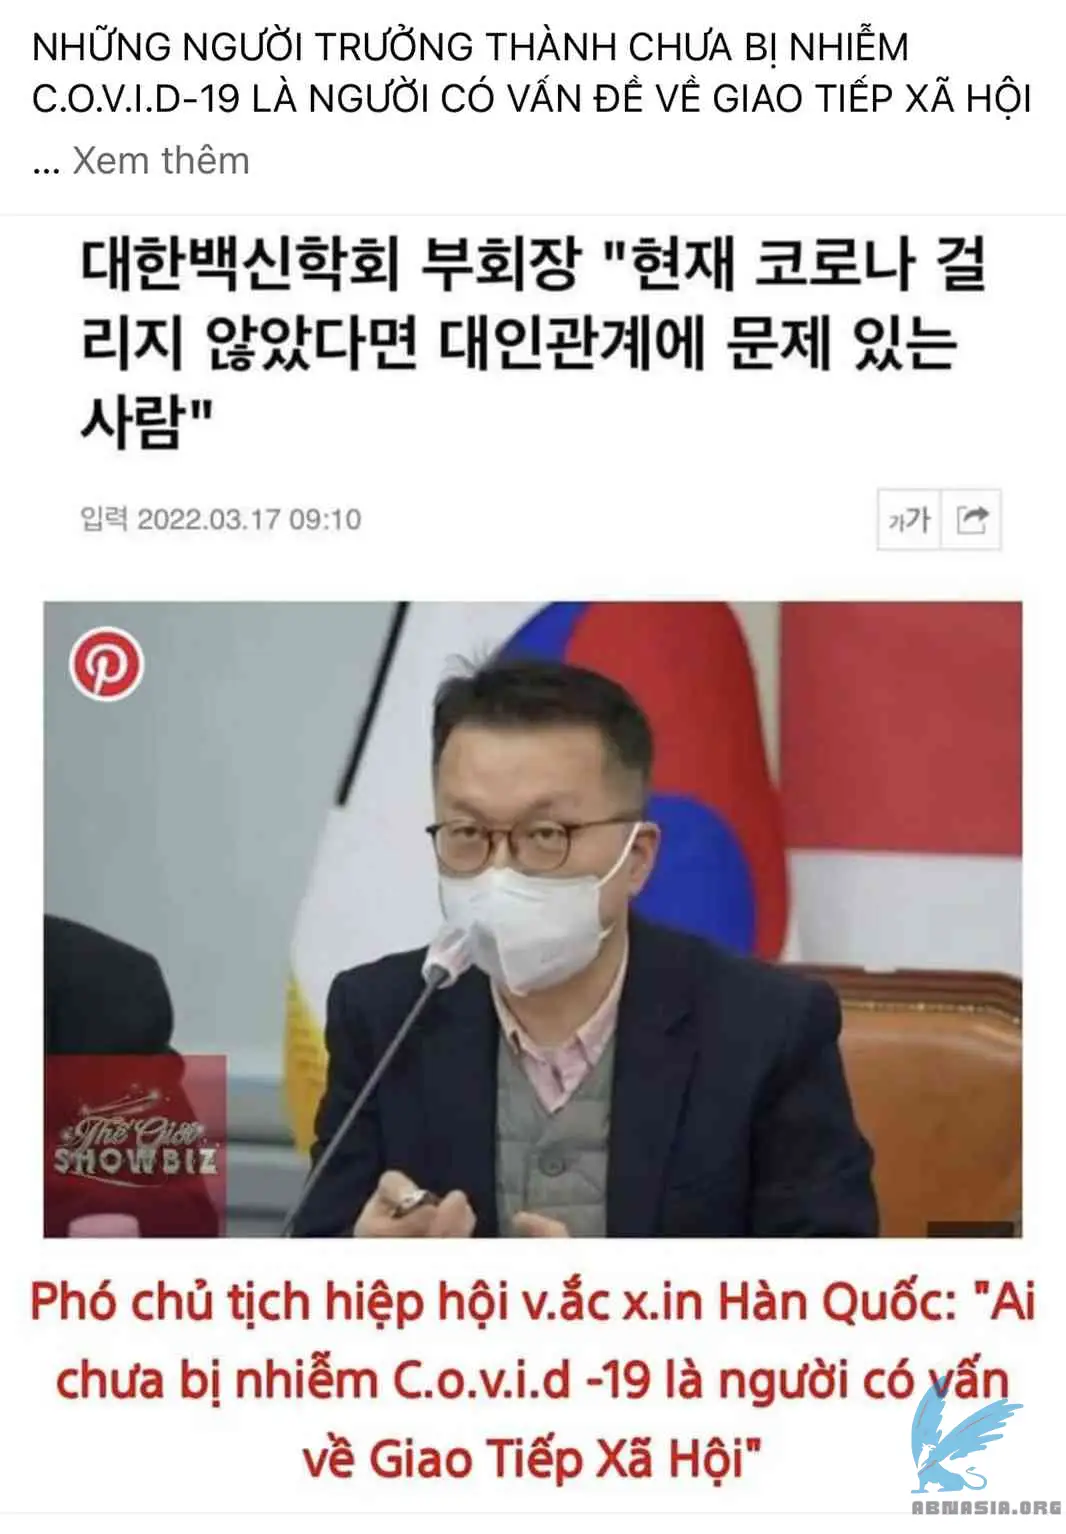 NHỮNG NGƯỜI TRƯỞNG THÀNH CHƯA BỊ NHIỄM
C.O.V.I.D-19 LÀ NGƯỜI CÓ VẤN ĐỀ VỀ GIAO TIẾP XÃ HỘI
... Xem thêm
대한백신학회 부회장 "현재 코로나 걸
리지 않았다면 대인관계에 문제 있는
사람"
입력 2022.03.17 09:10
가가
Thế Giới
SHOWBIZ
Phó chủ tịch hiệp hội v.ắc x.in Hàn Quốc: "Ai
chưa bị nhiễm C.o.v.i.d -19 là người có vấn
về Giao Tiếp Xã Hội"
ABNASIA.ORG